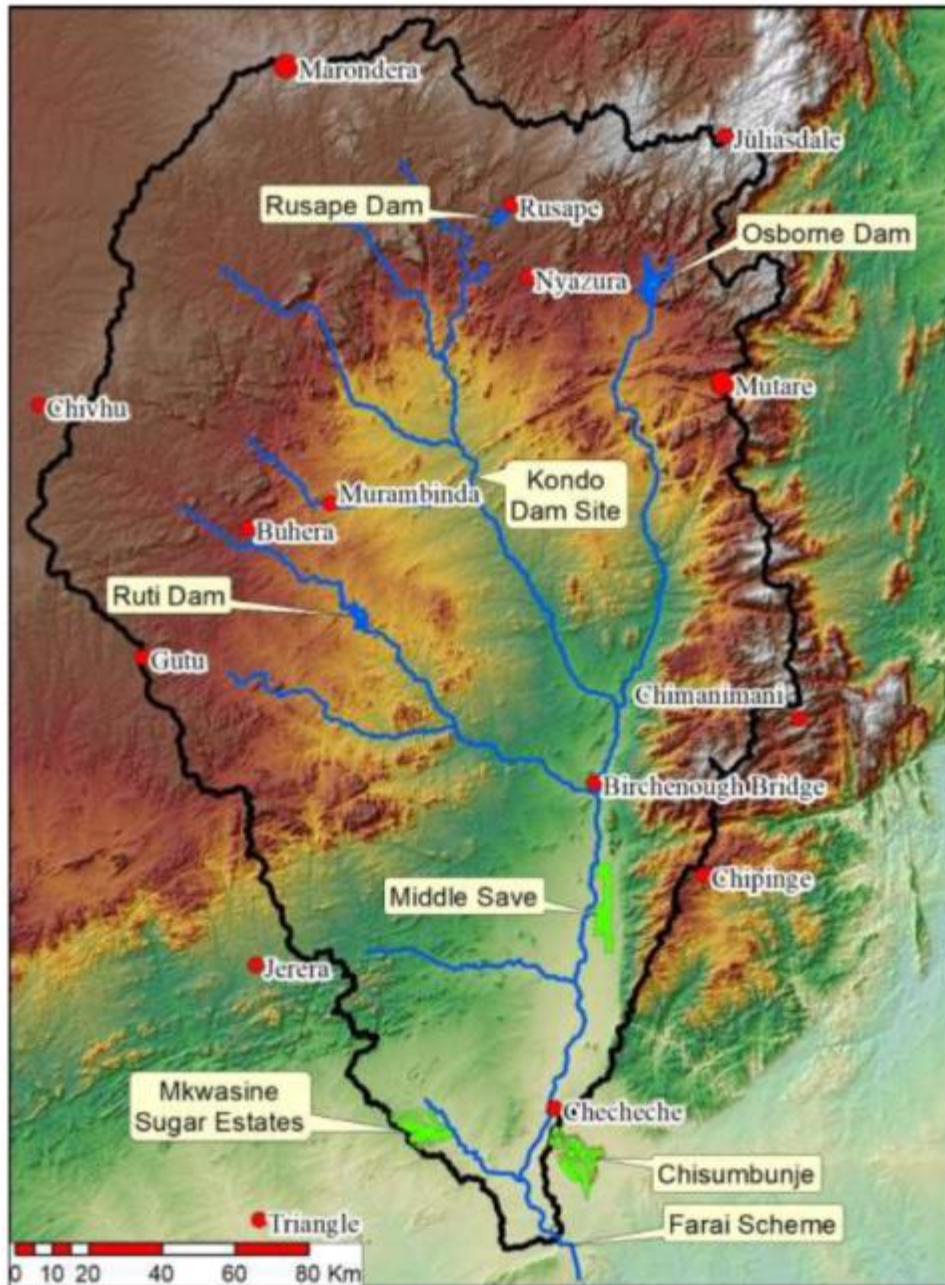 Marondera
Juliasdale
Rusape Dam
Rusape
Osborne Dam
Nyazura
Mutare
Chivhu
Kondo
Dam Site
Murambinda
Buhera
Ruti Dam
Gutu
Chimanimani
Birchenough Bridge
Middle Save
Chipinge
Jerera
Mkwasine
Sugar Estates
Checheche
Chisumbunje
Triangle
Farai Scheme
0 10 20 40 60 80 Km